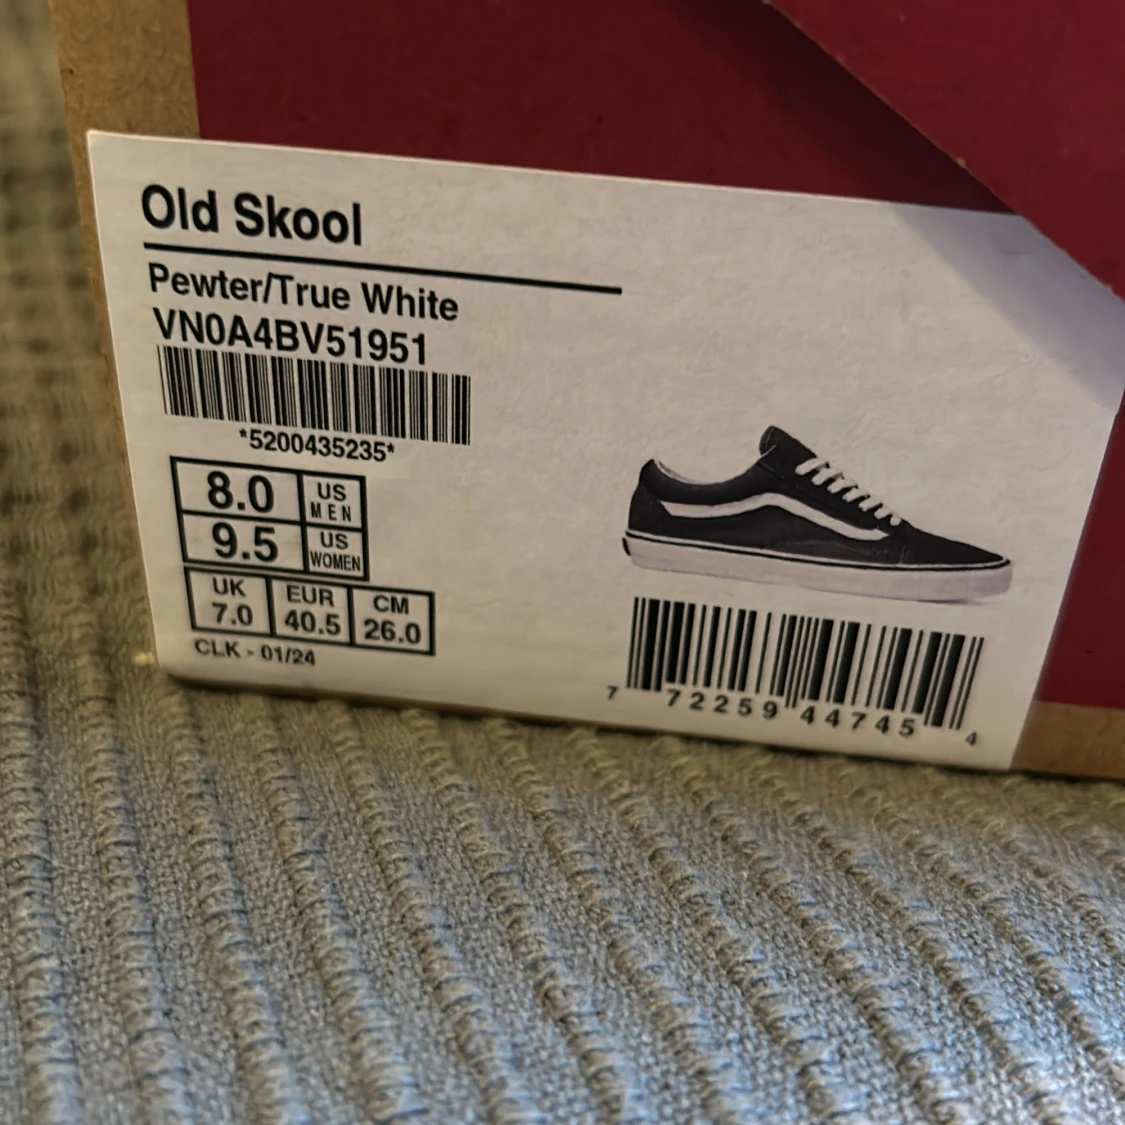 Old Skool
Pewter/True White
VN0A4BV51951
*5200435235*
8.0 US MEN
9.5 US WOMEN
UK EUR CM
7.0 40.5 26.0
CLK - 01/24
7 72259 44745 4